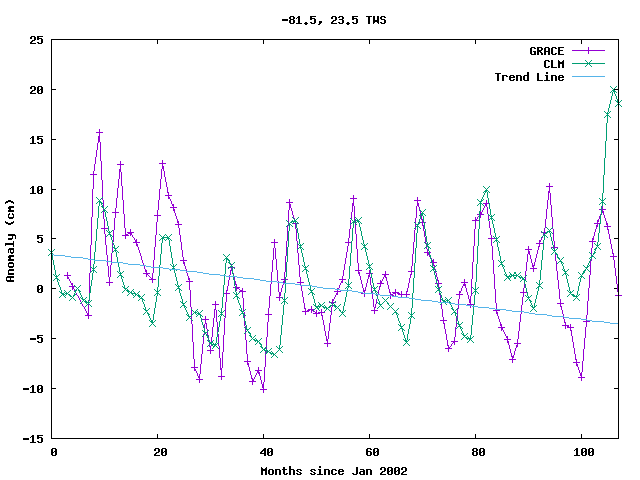 -81.5, 23.5 TWS
GRACE
CLM
Trend Line
25
20
15
10
5
0
-5
-10
-15
Anomaly (cm)
0 20 40 60 80 100
Months since Jan 2002